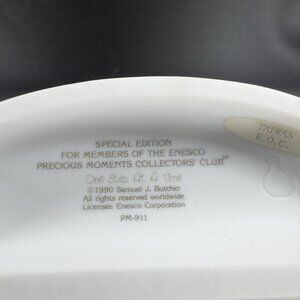 SPECIAL EDITION
FOR MEMBERS OF THE ENESCO
PRECIOUS MOMENTS COLLECTORS' CLUB℠
One Step At A Time
©1990 Samuel J. Butcher
All rights reserved worldwide
Licensee Enesco Corporation
PM-911
TAIWAN
R.O.C.